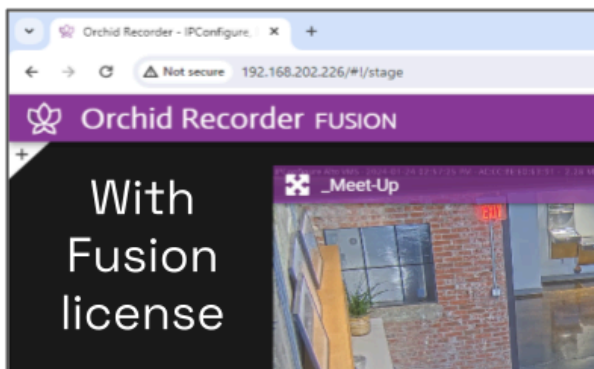 Orchid Recorder - IPConfigure,
Not secure 192.168.202.226/#!/stage
Orchid Recorder FUSION
_Meet-Up
With
Fusion
license